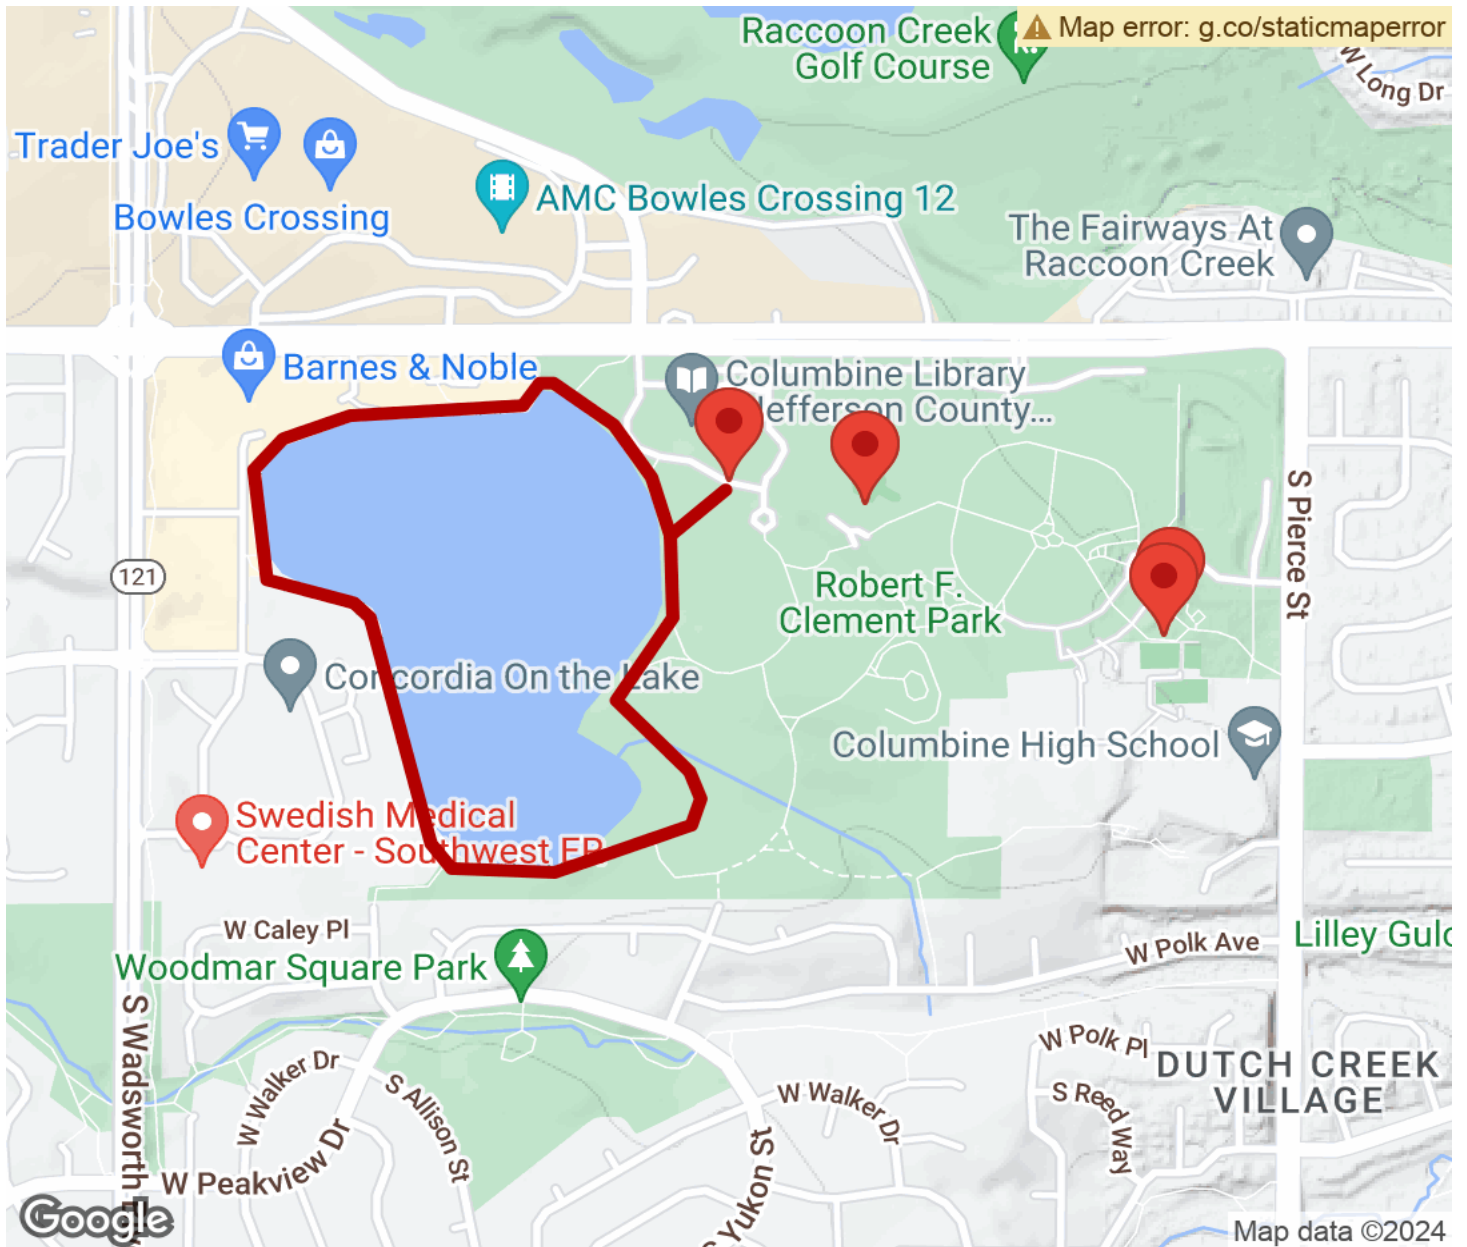 Map error: g.co/staticmaperror
Raccoon Creek
Golf Course
W Long Dr
Trader Joe's
Bowles Crossing
AMC Bowles Crossing 12
The Fairways At
Raccoon Creek
Barnes & Noble
Columbine Library
Jefferson County...
S Pierce St
121
Robert F.
Clement Park
Concordia On the Lake
Columbine High School
Swedish Medical
Center - Southwest ER
W Caley Pl
W Polk Ave
Lilley Gulc
Woodmar Square Park
S Wadsworth
W Polk Pl
DUTCH CREEK
VILLAGE
W Walker Dr
S Allison St
W Walker Dr
S Reed Way
W Peakview Dr
S Yukon St
Google
Map data ©2024